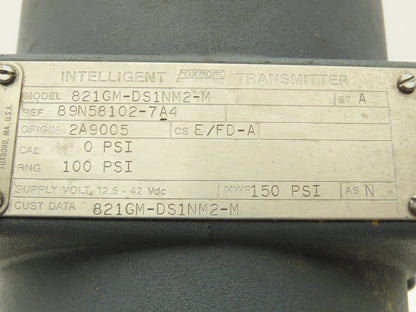 INTELLIGENT FOXBORO TRANSMITTER
MODEL 821GM-DS1NM2-M ST A
REF 89N58102-7A4
ORIGIN 2A9005 CS E/FD-A
CAL 0 PSI
RNG 100 PSI
SUPPLY VOLT. 12.5 - 42 Vdc MWP 150 PSI AS N
CUST DATA 821GM-DS1NM2-M
FOXBORO, MA. U.S.A.